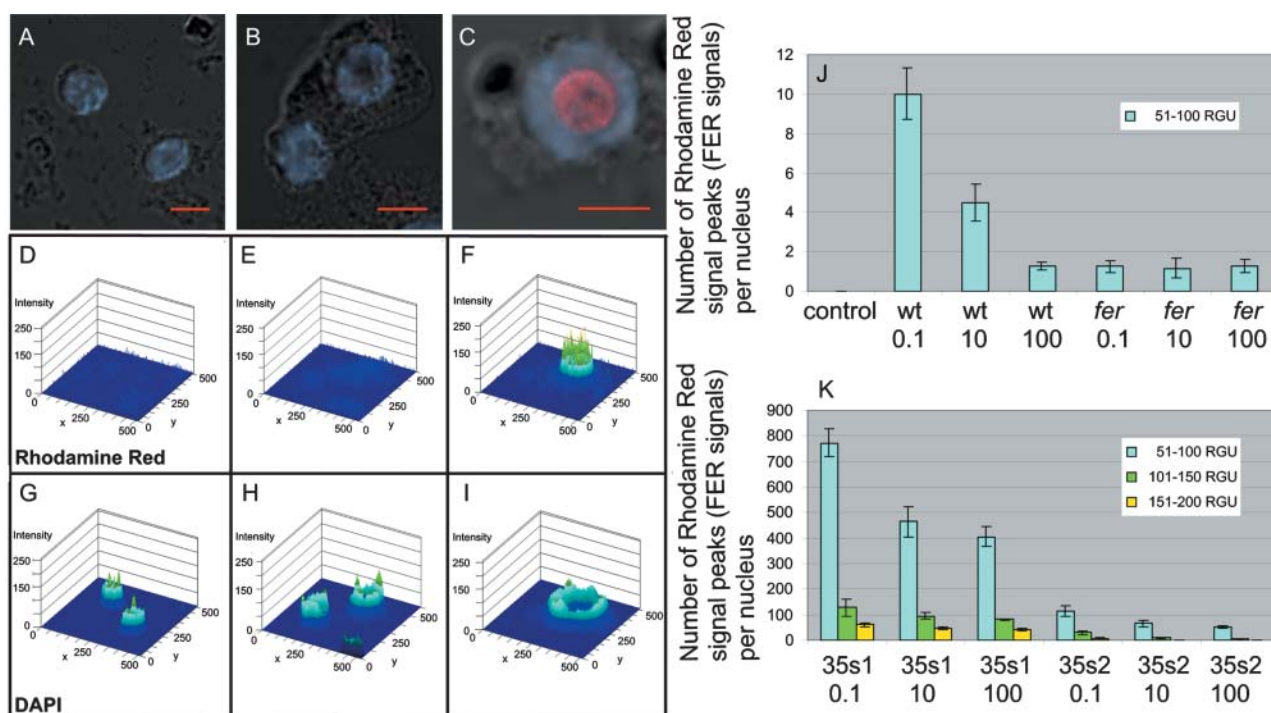 A
B
C
D
Intensity
250
150
0
0
x
250
500
0
y
250
500
Rhodamine Red
E
Intensity
250
150
0
0
x
250
500
0
y
250
500
F
Intensity
250
150
0
0
x
250
500
0
y
250
500
G
Intensity
250
150
0
0
x
250
500
0
y
250
500
DAPI
H
Intensity
250
150
0
0
x
250
500
0
y
250
500
I
Intensity
250
150
0
0
x
250
500
0
y
250
500
Number of Rhodamine Red
signal peaks (FER signals)
per nucleus
J
12
10
8
6
4
2
0
51-100 RGU
control wt wt wt fer fer fer
0.1 10 100 0.1 10 100
Number of Rhodamine Red
signal peaks (FER signals)
per nucleus
K
900
800
700
600
500
400
300
200
100
0
51-100 RGU
101-150 RGU
151-200 RGU
35s1 35s1 35s1 35s2 35s2 35s2
0.1 10 100 0.1 10 100